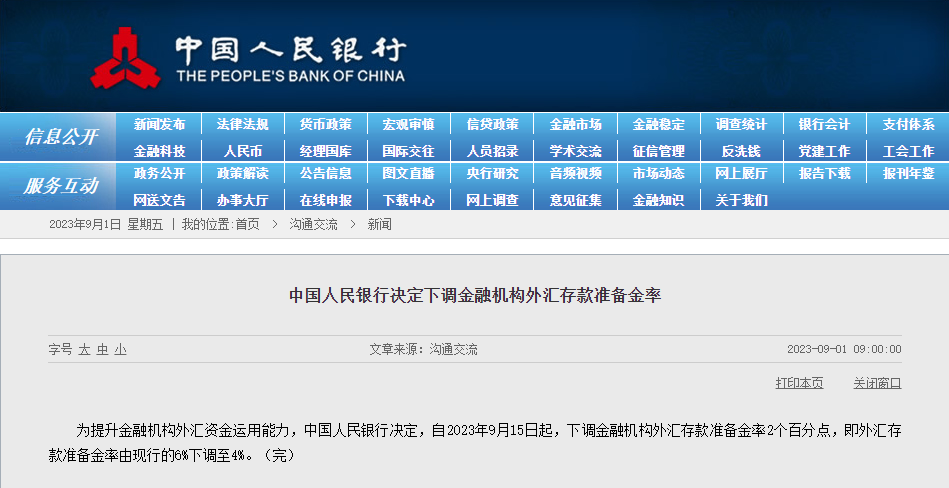 中国人民银行
THE PEOPLE'S BANK OF CHINA
信息公开
新闻发布 法律法规 货币政策 宏观审慎 信贷政策 金融市场 金融稳定 调查统计 银行会计 支付体系
金融科技 人民币 经理国库 国际交往 人员招录 学术交流 征信管理 反洗钱 党建工作 工会工作
服务互动
政务公开 政策解读 公告信息 图文直播 央行研究 音频视频 市场动态 网上展厅 报告下载 报刊年鉴
网送文告 办事大厅 在线申报 下载中心 网上调查 意见征集 金融知识 关于我们
2023年9月1日 星期五 | 我的位置:首页 > 沟通交流 > 新闻
中国人民银行决定下调金融机构外汇存款准备金率
字号 大 中 小 文章来源：沟通交流 2023-09-01 09:00:00
打印本页 关闭窗口
为提升金融机构外汇资金运用能力，中国人民银行决定，自2023年9月15日起，下调金融机构外汇存款准备金率2个百分点，即外汇存
款准备金率由现行的6%下调至4%。（完）